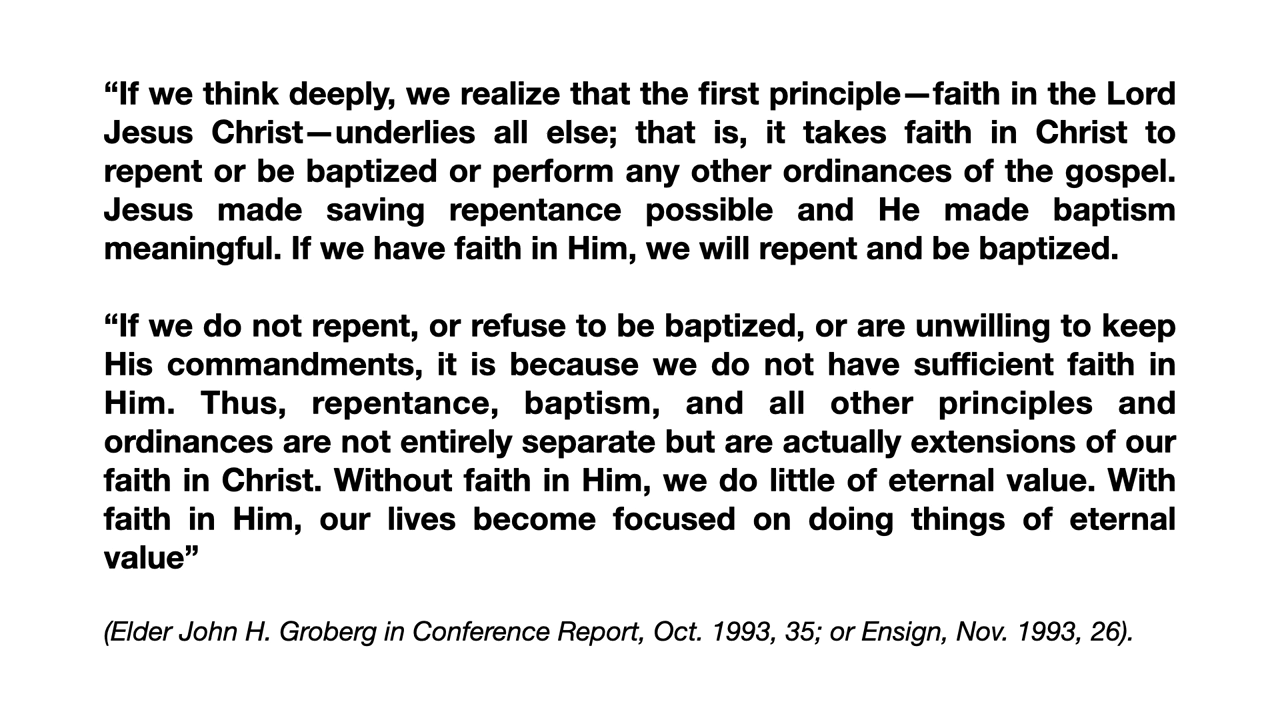 “If we think deeply, we realize that the first principle—faith in the Lord
Jesus Christ—underlies all else; that is, it takes faith in Christ to
repent or be baptized or perform any other ordinances of the gospel.
Jesus made saving repentance possible and He made baptism
meaningful. If we have faith in Him, we will repent and be baptized.
“If we do not repent, or refuse to be baptized, or are unwilling to keep
His commandments, it is because we do not have sufficient faith in
Him. Thus, repentance, baptism, and all other principles and
ordinances are not entirely separate but are actually extensions of our
faith in Christ. Without faith in Him, we do little of eternal value. With
faith in Him, our lives become focused on doing things of eternal
value”
(Elder John H. Groberg in Conference Report, Oct. 1993, 35; or Ensign, Nov. 1993, 26).